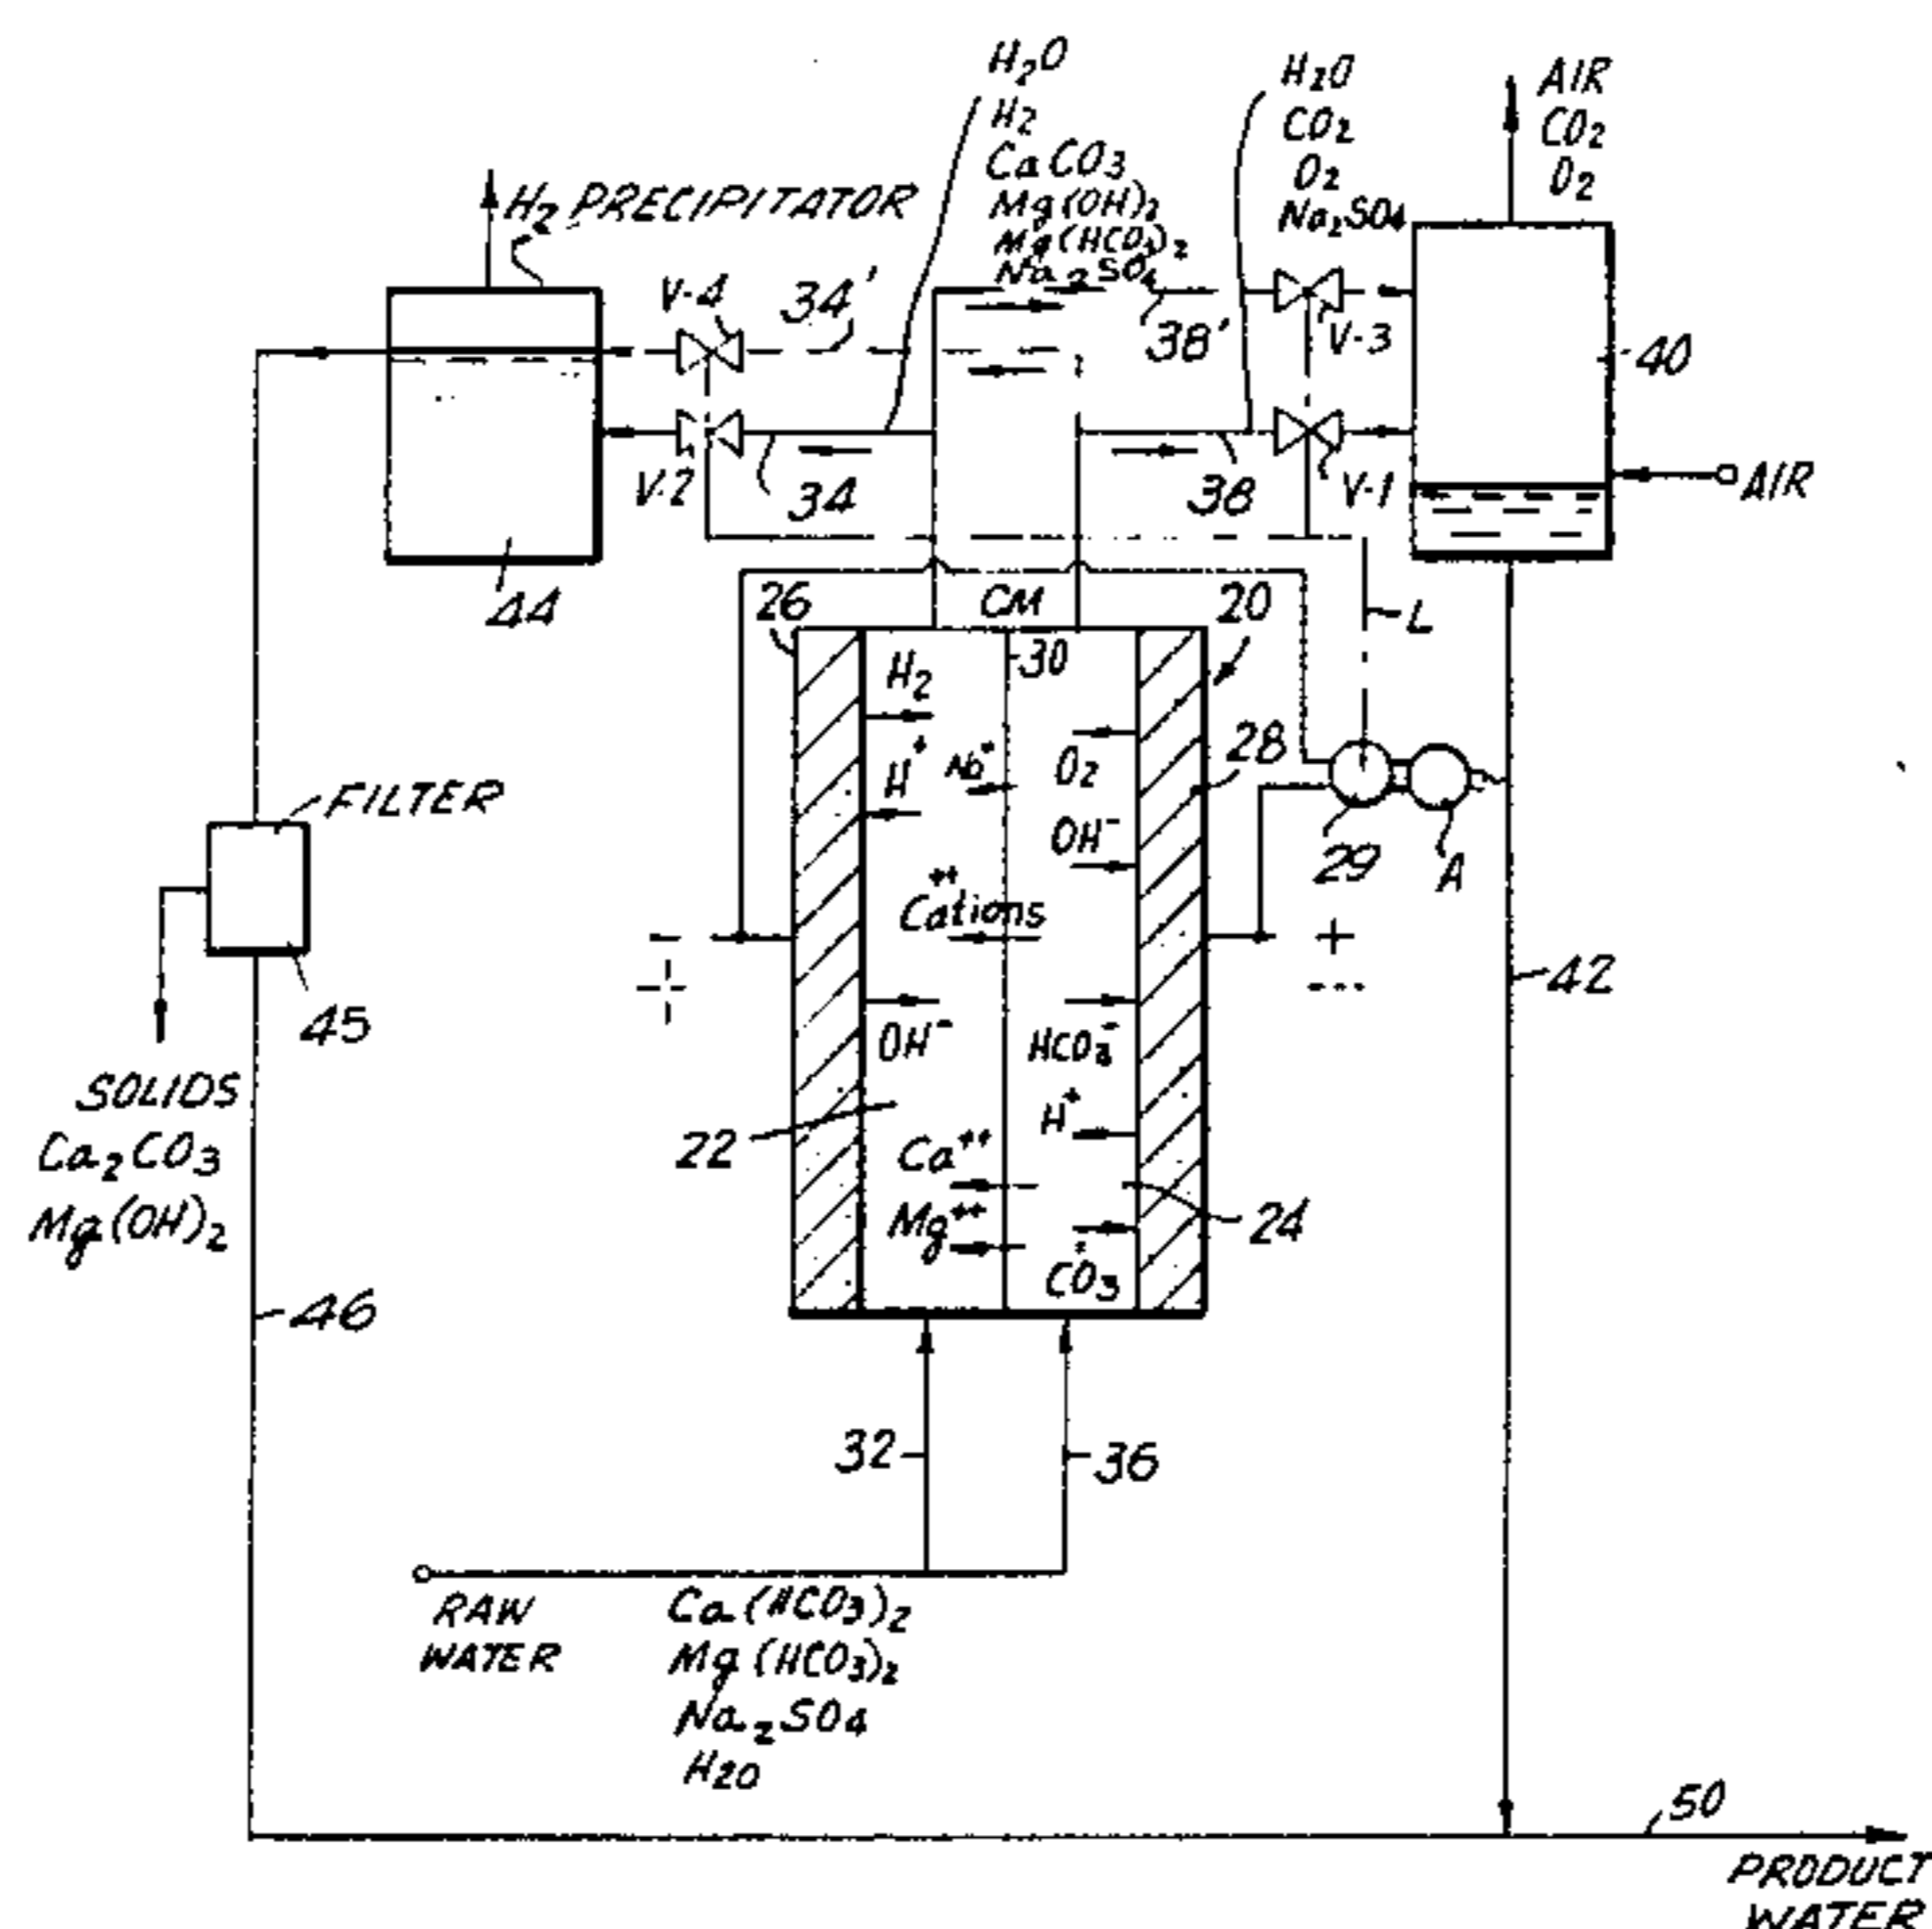 H2O
H2
CaCO3
Mg(OH)2
Mg(HCO3)2
Na2SO4
H2O
CO2
O2
Na2SO4
AIR
CO2
O2
H2 PRECIPITATOR
V-4
34'
38'
V-3
40
V-2
34
38
V-1
AIR
44
26
CM
20
L
30
H2
H+
O2
28
OH-
FILTER
29
A
++
Cations
- +
+ ---
42
45
OH-
HCO3-
SOLIDS
Ca2CO3
Mg(OH)2
22
H+
Ca++
Mg++
24
CO3
46
32
36
RAW
WATER
Ca(HCO3)2
Mg(HCO3)2
Na2SO4
H2O
50
PRODUCT
WATER